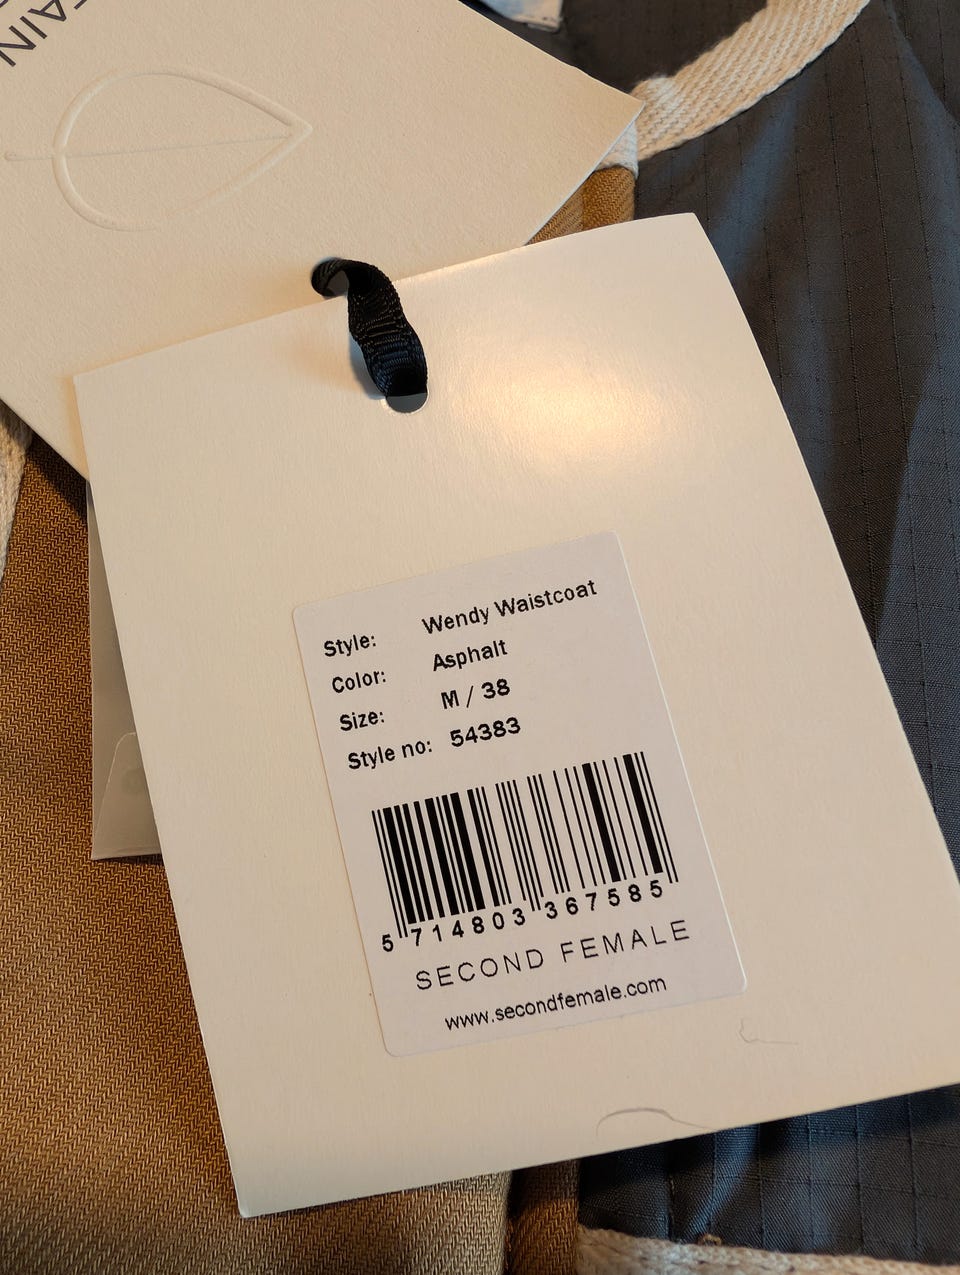 Style: Wendy Waistcoat
Color: Asphalt
Size: M / 38
Style no: 54383
5 714803 367585
SECOND FEMALE
www.secondfemale.com